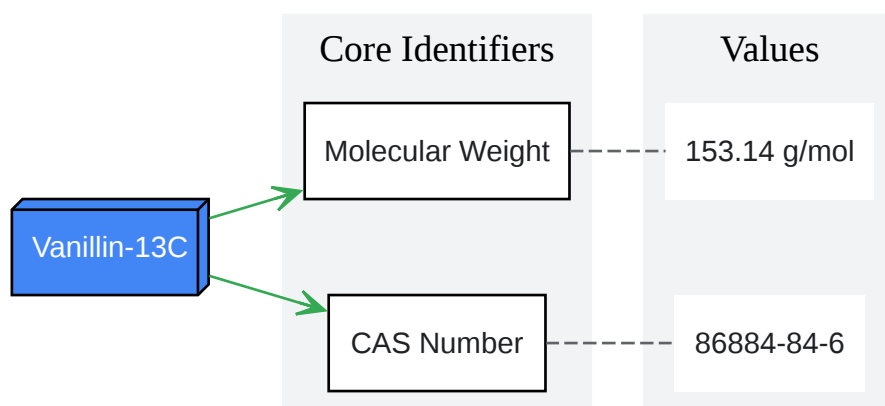 Core Identifiers
Values
Molecular Weight
153.14 g/mol
Vanillin-13C
CAS Number
86884-84-6